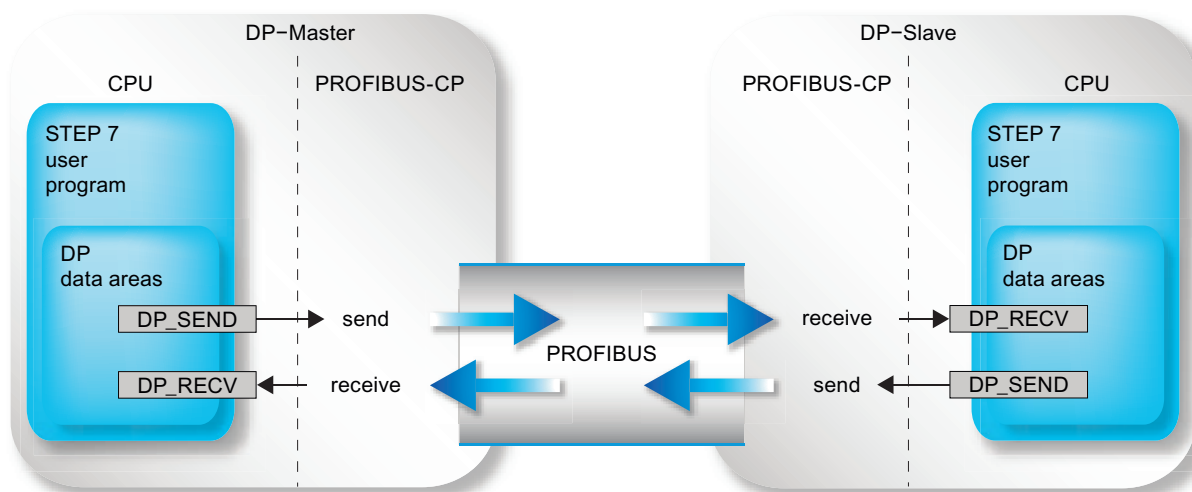 DP−Master
DP−Slave
CPU
PROFIBUS-CP
PROFIBUS-CP
CPU
STEP 7
user
program
STEP 7
user
program
DP
data areas
DP
data areas
DP_SEND
send
receive
DP_RECV
PROFIBUS
DP_RECV
receive
send
DP_SEND